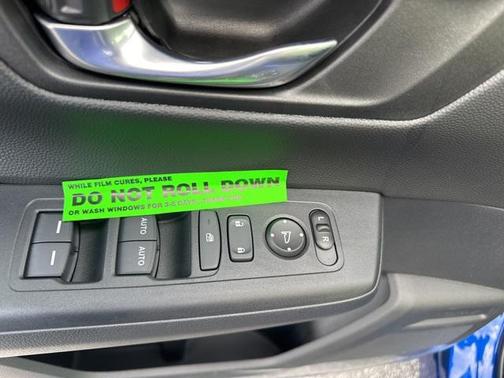 WHILE FILM CURES, PLEASE
DO NOT ROLL DOWN
OR WASH WINDOWS FOR 3-5 DAYS.
AUTO
AUTO
L
R